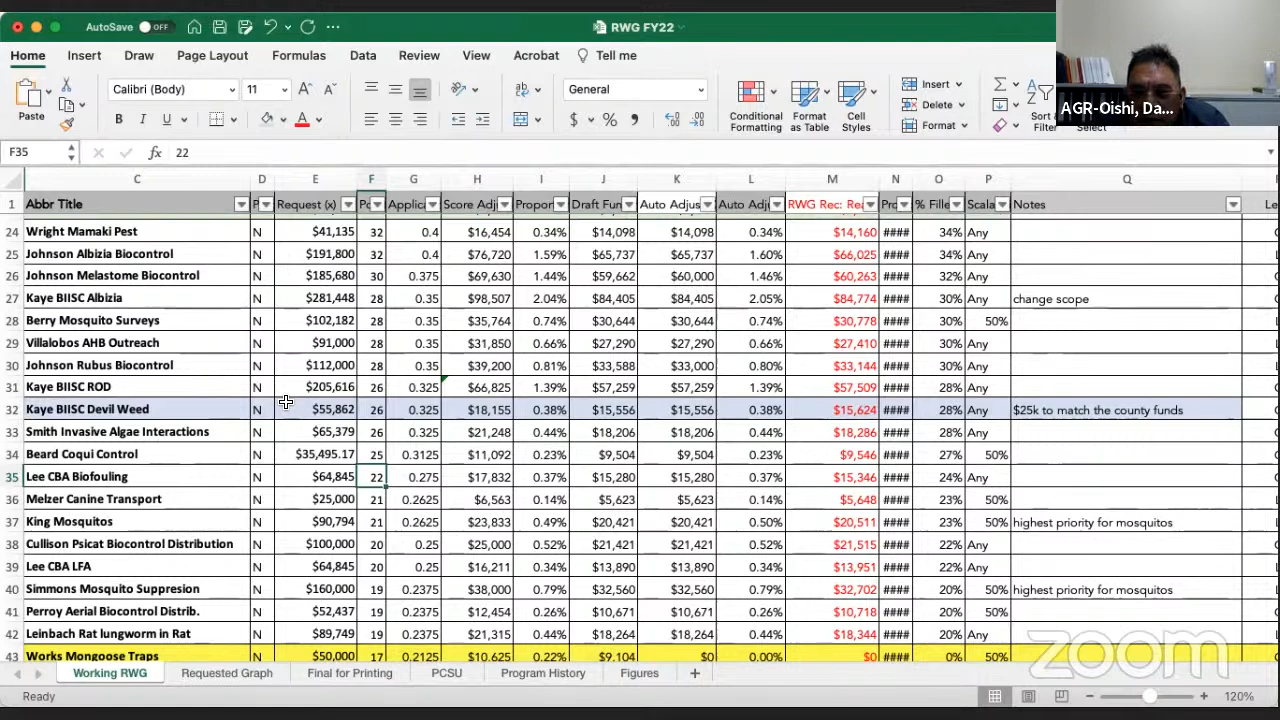 AutoSave OFF RWG FY22
Home Insert Draw Page Layout Formulas Data Review View Acrobat Tell me
Paste Calibri (Body) 11 General Conditional Formatting Format as Table Cell Styles Insert Delete Format Sort & Filter Select
AGR-Oishi, Da...
F35 fx 22
C D E F G H I J K L M N O P Q
1 Abbr Title Request (x) Applica Score Adj Propor Draft Fun Auto Adjus Auto Adj RWG Rec: Rea Pro % Fille Scala Notes
24 Wright Mamaki Pest N $41,135 32 0.4 $16,454 0.34% $14,098 $14,098 0.34% $14,160 #### 34% Any
25 Johnson Albizia Biocontrol N $191,800 32 0.4 $76,720 1.59% $65,737 $65,737 1.60% $66,025 #### 34% Any
26 Johnson Melastome Biocontrol N $185,680 30 0.375 $69,630 1.44% $59,662 $60,000 1.46% $60,263 #### 32% Any
27 Kaye BIISC Albizia N $281,448 28 0.35 $98,507 2.04% $84,405 $84,405 2.05% $84,774 #### 30% Any change scope
28 Berry Mosquito Surveys N $102,182 28 0.35 $35,764 0.74% $30,644 $30,644 0.74% $30,778 #### 30% 50%
29 Villalobos AHB Outreach N $91,000 28 0.35 $31,850 0.66% $27,290 $27,290 0.66% $27,410 #### 30% Any
30 Johnson Rubus Biocontrol N $112,000 28 0.35 $39,200 0.81% $33,588 $33,000 0.80% $33,144 #### 30% Any
31 Kaye BIISC ROD N $205,616 26 0.325 $66,825 1.39% $57,259 $57,259 1.39% $57,509 #### 28% Any
32 Kaye BIISC Devil Weed N $55,862 26 0.325 $18,155 0.38% $15,556 $15,556 0.38% $15,624 #### 28% Any $25k to match the county funds
33 Smith Invasive Algae Interactions N $65,379 26 0.325 $21,248 0.44% $18,206 $18,206 0.44% $18,286 #### 28% Any
34 Beard Coqui Control N $35,495.17 25 0.3125 $11,092 0.23% $9,504 $9,504 0.23% $9,546 #### 27% 50%
35 Lee CBA Biofouling N $64,845 22 0.275 $17,832 0.37% $15,280 $15,280 0.37% $15,346 #### 24% Any
36 Melzer Canine Transport N $25,000 21 0.2625 $6,563 0.14% $5,623 $5,623 0.14% $5,648 #### 23% 50%
37 King Mosquitos N $90,794 21 0.2625 $23,833 0.49% $20,421 $20,421 0.50% $20,511 #### 23% 50% highest priority for mosquitos
38 Cullison Psicat Biocontrol Distribution N $100,000 20 0.25 $25,000 0.52% $21,421 $21,421 0.52% $21,515 #### 22% Any
39 Lee CBA LFA N $64,845 20 0.25 $16,211 0.34% $13,890 $13,890 0.34% $13,951 #### 22% Any
40 Simmons Mosquito Suppresion N $160,000 19 0.2375 $38,000 0.79% $32,560 $32,560 0.79% $32,702 #### 20% 50% highest priority for mosquitos
41 Perroy Aerial Biocontrol Distrib. N $52,437 19 0.2375 $12,454 0.26% $10,671 $10,671 0.26% $10,718 #### 20% 50%
42 Leinbach Rat lungworm in Rat N $89,749 19 0.2375 $21,315 0.44% $18,264 $18,264 0.44% $18,344 #### 20% Any
43 Works Mongoose Traps N $50,000 17 0.2125 $10,625 0.22% $9,104 $0 0.00% $0 #### 0% 50%
zoom
Working RWG Requested Graph Final for Printing PCSU Program History Figures +
Ready 120%